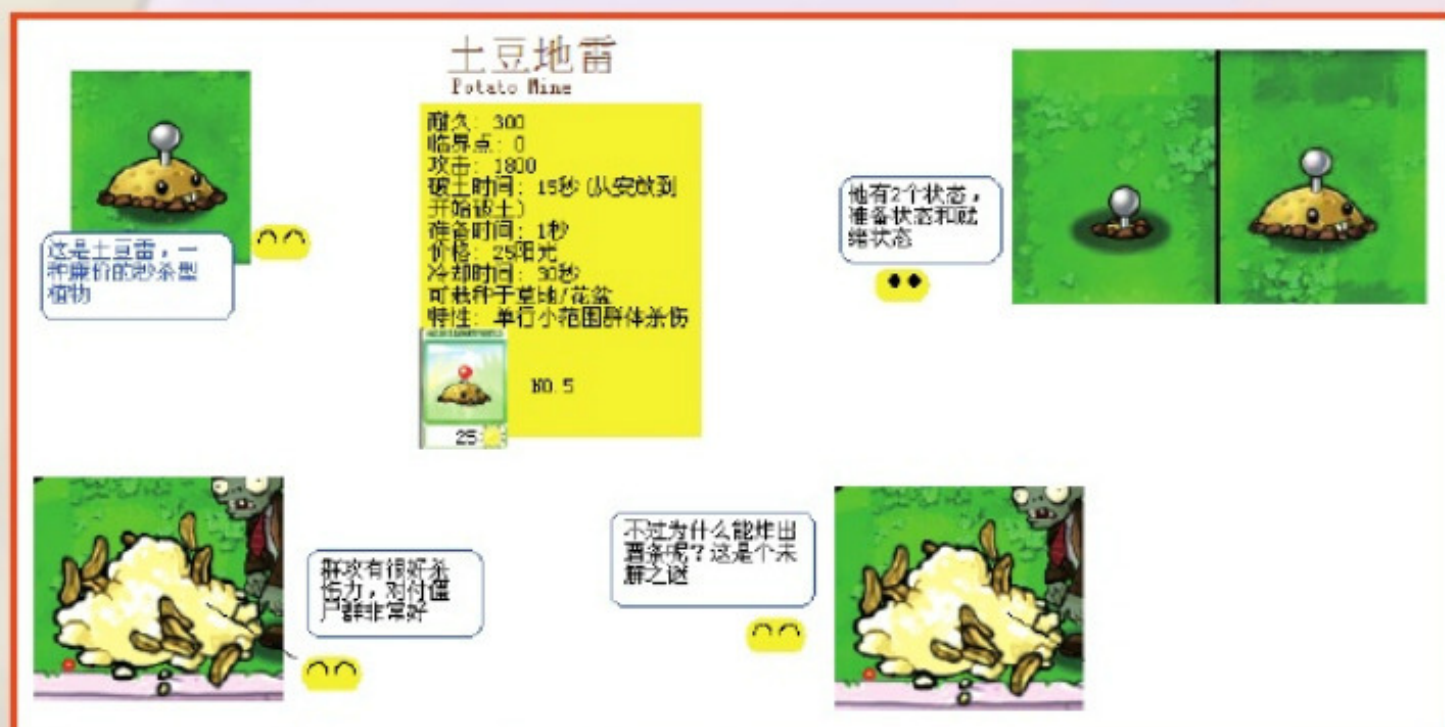 土豆地雷
Potato Mine
耐久：300
临界点：0
攻击：1800
破土时间：15秒(从安放到
开始破土)
准备时间：1秒
价格：25阳光
冷却时间：30秒
可栽种于草地/花盆
特性：单行小范围群体杀伤
NO.5
25
这是土豆雷，一
种廉价的秒杀型
植物
他有2个状态，
准备状态和就
绪状态
群攻有很好杀
伤力，对付僵
尸群非常好
不过为什么能炸出
薯条呢？这是个未
解之谜